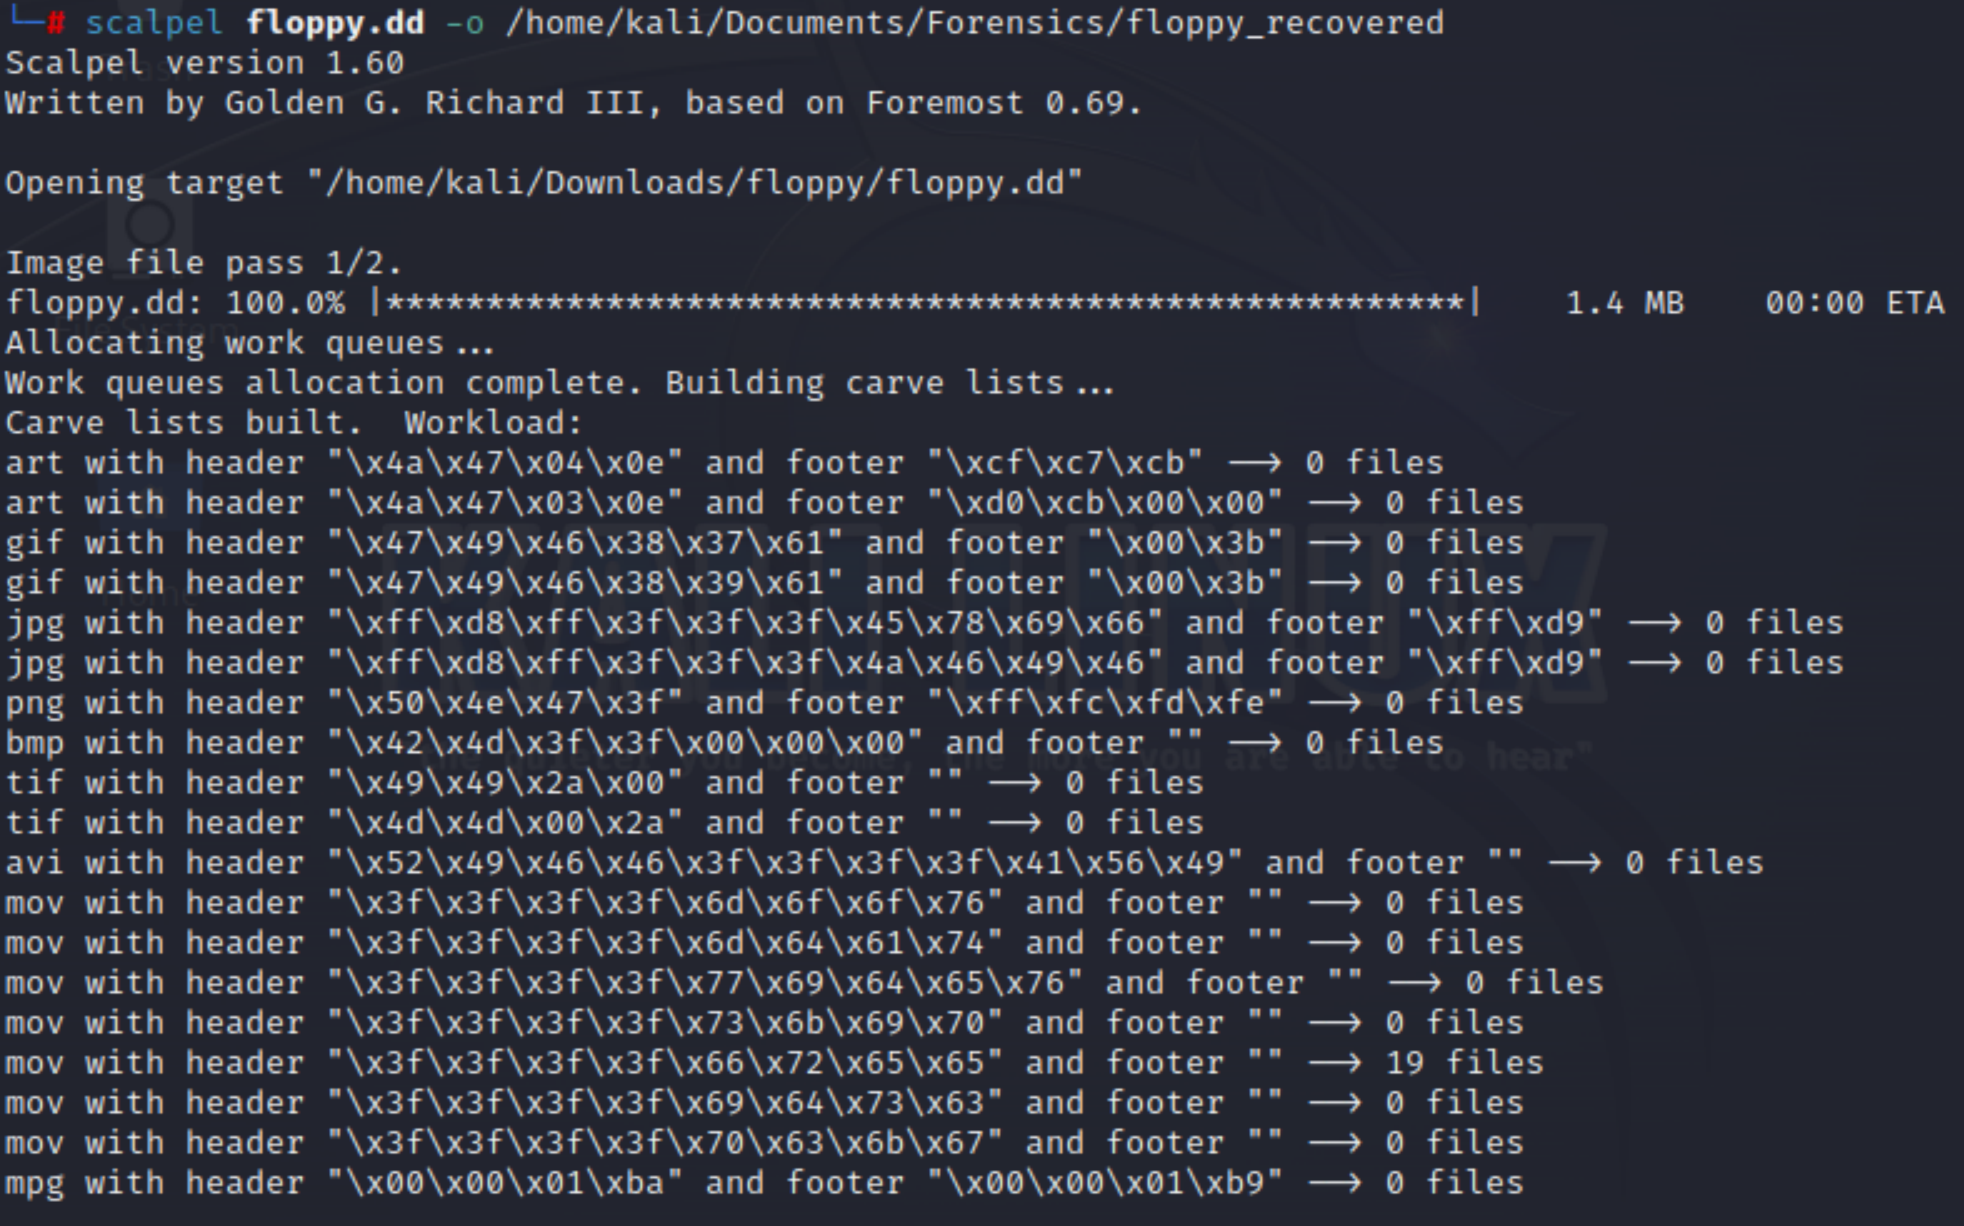 └─# scalpel floppy.dd -o /home/kali/Documents/Forensics/floppy_recovered
Scalpel version 1.60
Written by Golden G. Richard III, based on Foremost 0.69.
Opening target "/home/kali/Downloads/floppy/floppy.dd"
Image file pass 1/2.
floppy.dd: 100.0% |******************************************************| 1.4 MB 00:00 ETA
File System
Allocating work queues...
Work queues allocation complete. Building carve lists...
Carve lists built. Workload:
art with header "\x4a\x47\x04\x0e" and footer "\xcf\xc7\xcb" --> 0 files
art with header "\x4a\x47\x03\x0e" and footer "\xd0\xcb\x00\x00" --> 0 files
gif with header "\x47\x49\x46\x38\x37\x61" and footer "\x00\x3b" --> 0 files
gif with header "\x47\x49\x46\x38\x39\x61" and footer "\x00\x3b" --> 0 files
Home
KALI LINUX
jpg with header "\xff\xd8\xff\x3f\x3f\x3f\x45\x78\x69\x66" and footer "\xff\xd9" --> 0 files
jpg with header "\xff\xd8\xff\x3f\x3f\x3f\x4a\x46\x49\x46" and footer "\xff\xd9" --> 0 files
png with header "\x50\x4e\x47\x3f" and footer "\xff\xfc\xfd\xfe" --> 0 files
bmp with header "\x42\x4d\x3f\x3f\x00\x00\x00" and footer "" --> 0 files
"the quieter you become, the more you are able to hear"
tif with header "\x49\x49\x2a\x00" and footer "" --> 0 files
tif with header "\x4d\x4d\x00\x2a" and footer "" --> 0 files
avi with header "\x52\x49\x46\x46\x3f\x3f\x3f\x3f\x41\x56\x49" and footer "" --> 0 files
mov with header "\x3f\x3f\x3f\x3f\x6d\x6f\x6f\x76" and footer "" --> 0 files
mov with header "\x3f\x3f\x3f\x3f\x6d\x64\x61\x74" and footer "" --> 0 files
mov with header "\x3f\x3f\x3f\x3f\x77\x69\x64\x65\x76" and footer "" --> 0 files
mov with header "\x3f\x3f\x3f\x3f\x73\x6b\x69\x70" and footer "" --> 0 files
mov with header "\x3f\x3f\x3f\x3f\x66\x72\x65\x65" and footer "" --> 19 files
mov with header "\x3f\x3f\x3f\x3f\x69\x64\x73\x63" and footer "" --> 0 files
mov with header "\x3f\x3f\x3f\x3f\x70\x63\x6b\x67" and footer "" --> 0 files
mpg with header "\x00\x00\x01\xba" and footer "\x00\x00\x01\xb9" --> 0 files